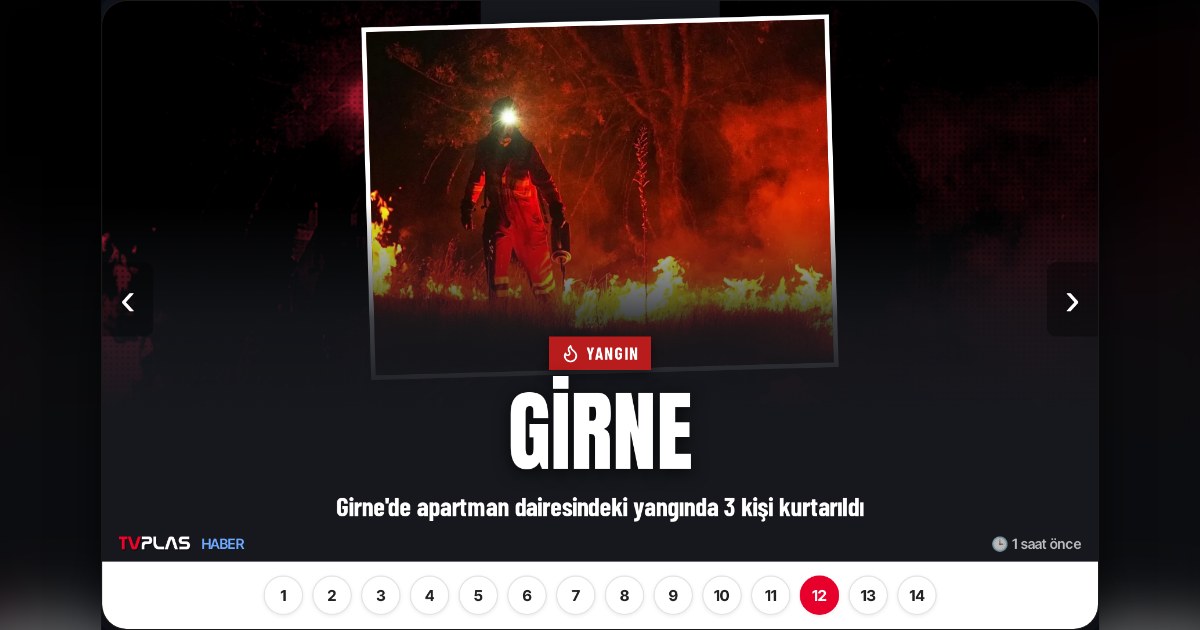 YANGIN
GİRNE
Girne'de apartman dairesindeki yangında 3 kişi kurtarıldı
TVPLAS HABER
1 saat önce
1 2 3 4 5 6 7 8 9 10 11 12 13 14